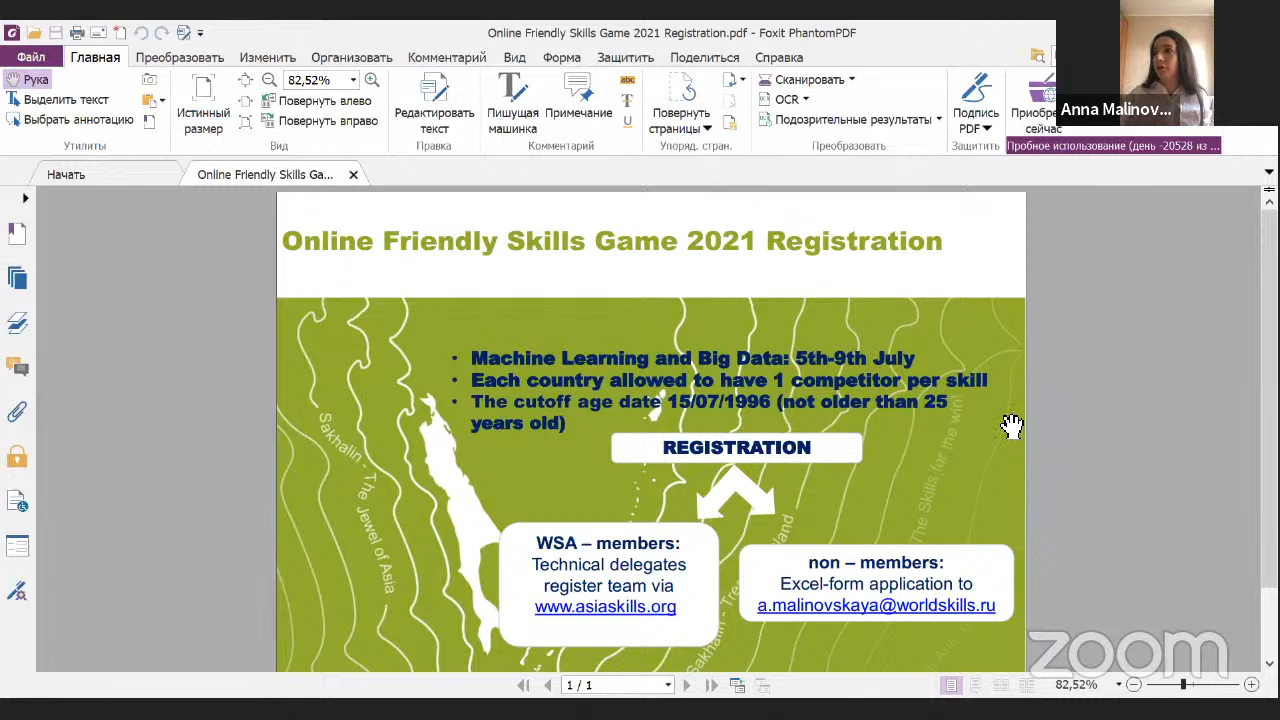 Online Friendly Skills Game 2021 Registration.pdf - Foxit PhantomPDF
Файл Главная Преобразовать Изменить Организовать Комментарий Вид Форма Защитить Поделиться Справка
Рука
Выделить текст
Выбрать аннотацию
Утилиты
Истинный
размер
82,52%
Повернуть влево
Повернуть вправо
Вид
Редактировать
текст
Правка
Пишущая
машинка
Примечание
Комментарий
Повернуть
страницы
Упоряд. стран.
Сканировать
OCR
Подозрительные результаты
Преобразовать
Подпись
PDF
Защитить
сейчас
Пробное использование (день -20528 из ...
Anna Malinov...
Начать
Online Friendly Skills Ga...
Online Friendly Skills Game 2021 Registration
• Machine Learning and Big Data: 5th-9th July
• Each country allowed to have 1 competitor per skill
• The cutoff age date 15/07/1996 (not older than 25
years old)
REGISTRATION
WSA – members:
Technical delegates
register team via
www.asiaskills.org
non – members:
Excel-form application to
a.malinovskaya@worldskills.ru
Sakhalin - The Jewel of Asia
The Skills for the win!
1 / 1
82,52%
zoom